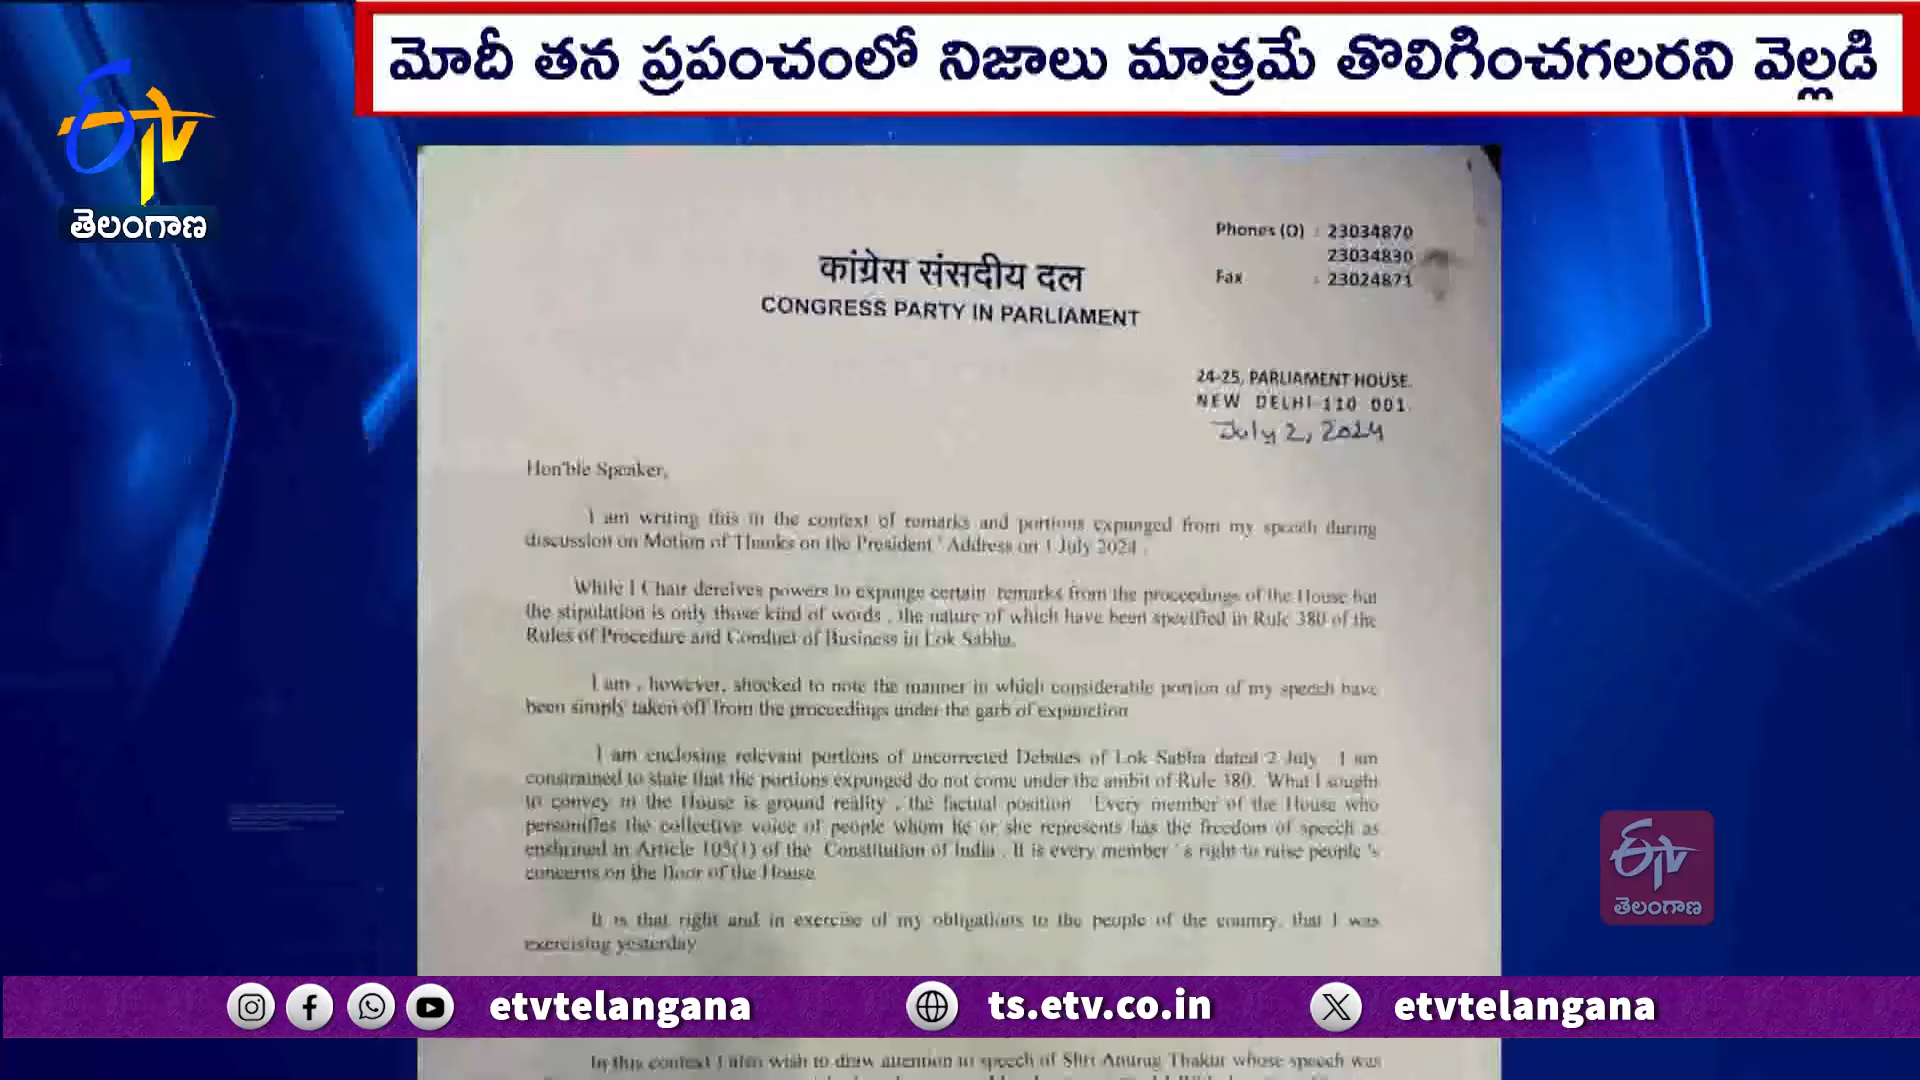 మోదీ తన ప్రపంచంలో నిజాలు మాత్రమే తొలిగించగలరని వెల్లడి
ETV
తెలంగాణ
Phones (O) : 23034870
23034830
Fax : 23024871
कांग्रेस संसदीय दल
CONGRESS PARTY IN PARLIAMENT
24-25, PARLIAMENT HOUSE
NEW DELHI-110 001
July 2, 2024
Hon'ble Speaker,
I am writing this in the context of remarks and portions expunged from my speech during
discussion on Motion of Thanks on the President ' Address on 1 July 2024 .
While I Chair dereives powers to expunge certain remarks from the proceedings of the House but
the stipulation is only those kind of words , the nature of which have been specified in Rule 380 of the
Rules of Procedure and Conduct of Business in Lok Sabha.
I am , however, shocked to note the manner in which considerable portion of my speech have
been simply taken off from the proceedings under the garb of expunction
I am enclosing relevant portions of uncorrected Debates of Lok Sabha dated 2 July I am
constrained to state that the portions expunged do not come under the ambit of Rule 380. What I sought
to convey in the House is ground reality , the factual position Every member of the House who
personifies the collective voice of people whom he or she represents has the freedom of speech as
enshrined in Article 105(1) of the Constitution of India . It is every member 's right to raise people 's
concerns on the floor of the House
It is that right and in exercise of my obligations to the people of the country, that I was
exercising yesterday
ETV
తెలంగాణ
etvtelangana
ts.etv.co.in
etvtelangana
In this context I also wish to draw attention to speech of Shri Anurag Thakur whose speech was